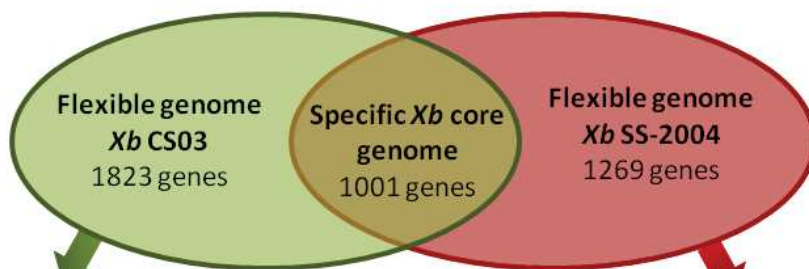 Flexible genome
Xb CS03
1823 genes
Specific Xb core
genome
1001 genes
Flexible genome
Xb SS-2004
1269 genes